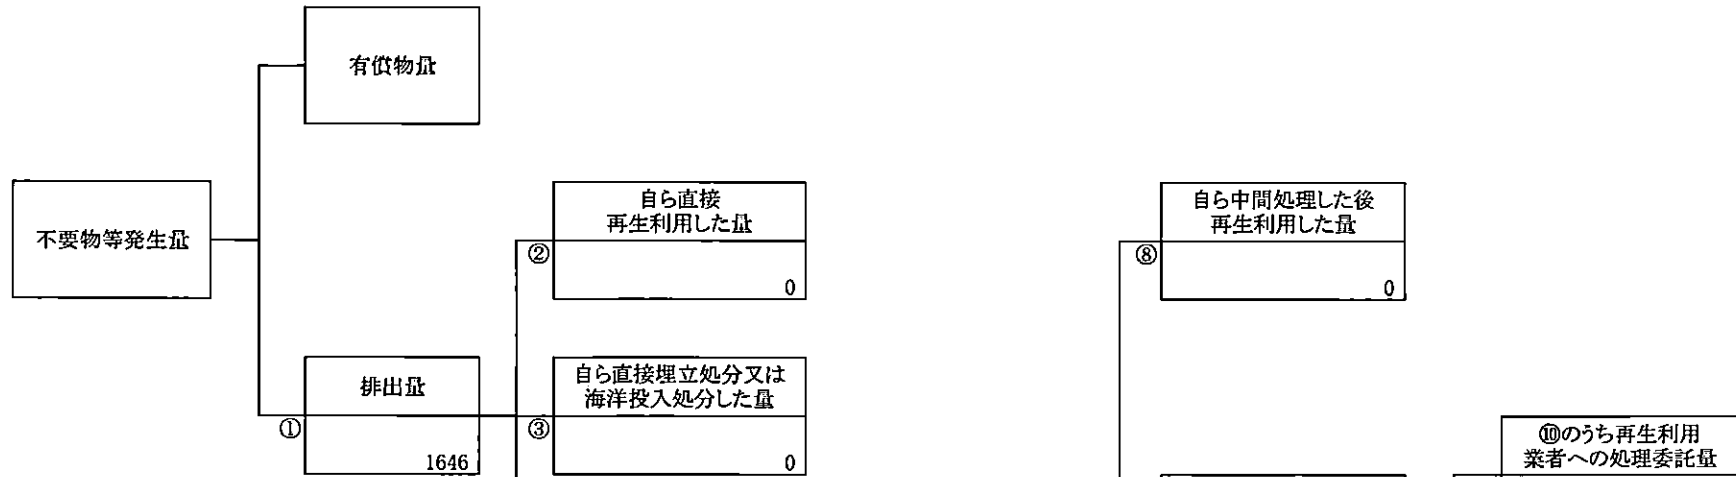 有償物量
不要物等発生量
自ら直接
再生利用した量
②
0
自ら中間処理した後
再生利用した量
⑧
0
排出量
①
1646
自ら直接埋立処分又は
海洋投入処分した量
③
0
⑩のうち再生利用
業者への処理委託量